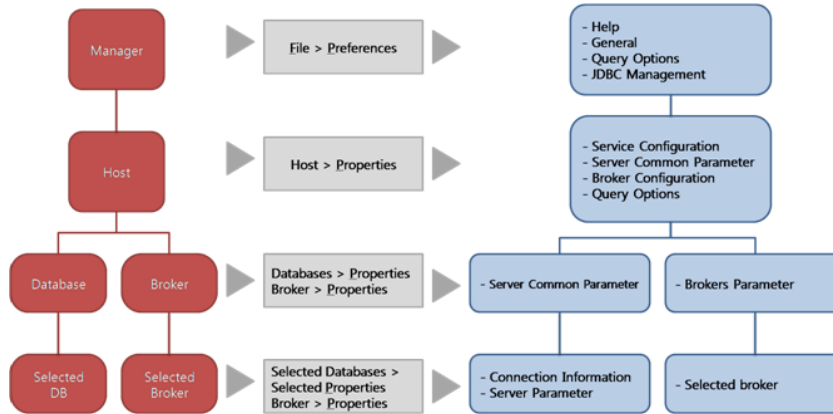 Manager
File > Preferences
- Help
- General
- Query Options
- JDBC Management
Host
Host > Properties
- Service Configuration
- Server Common Parameter
- Broker Configuration
- Query Options
Database
Broker
Databases > Properties
Broker > Properties
- Server Common Parameter
- Brokers Parameter
Selected
DB
Selected
Broker
Selected Databases >
Selected Properties
Broker > Properties
- Connection Information
- Server Parameter
- Selected broker